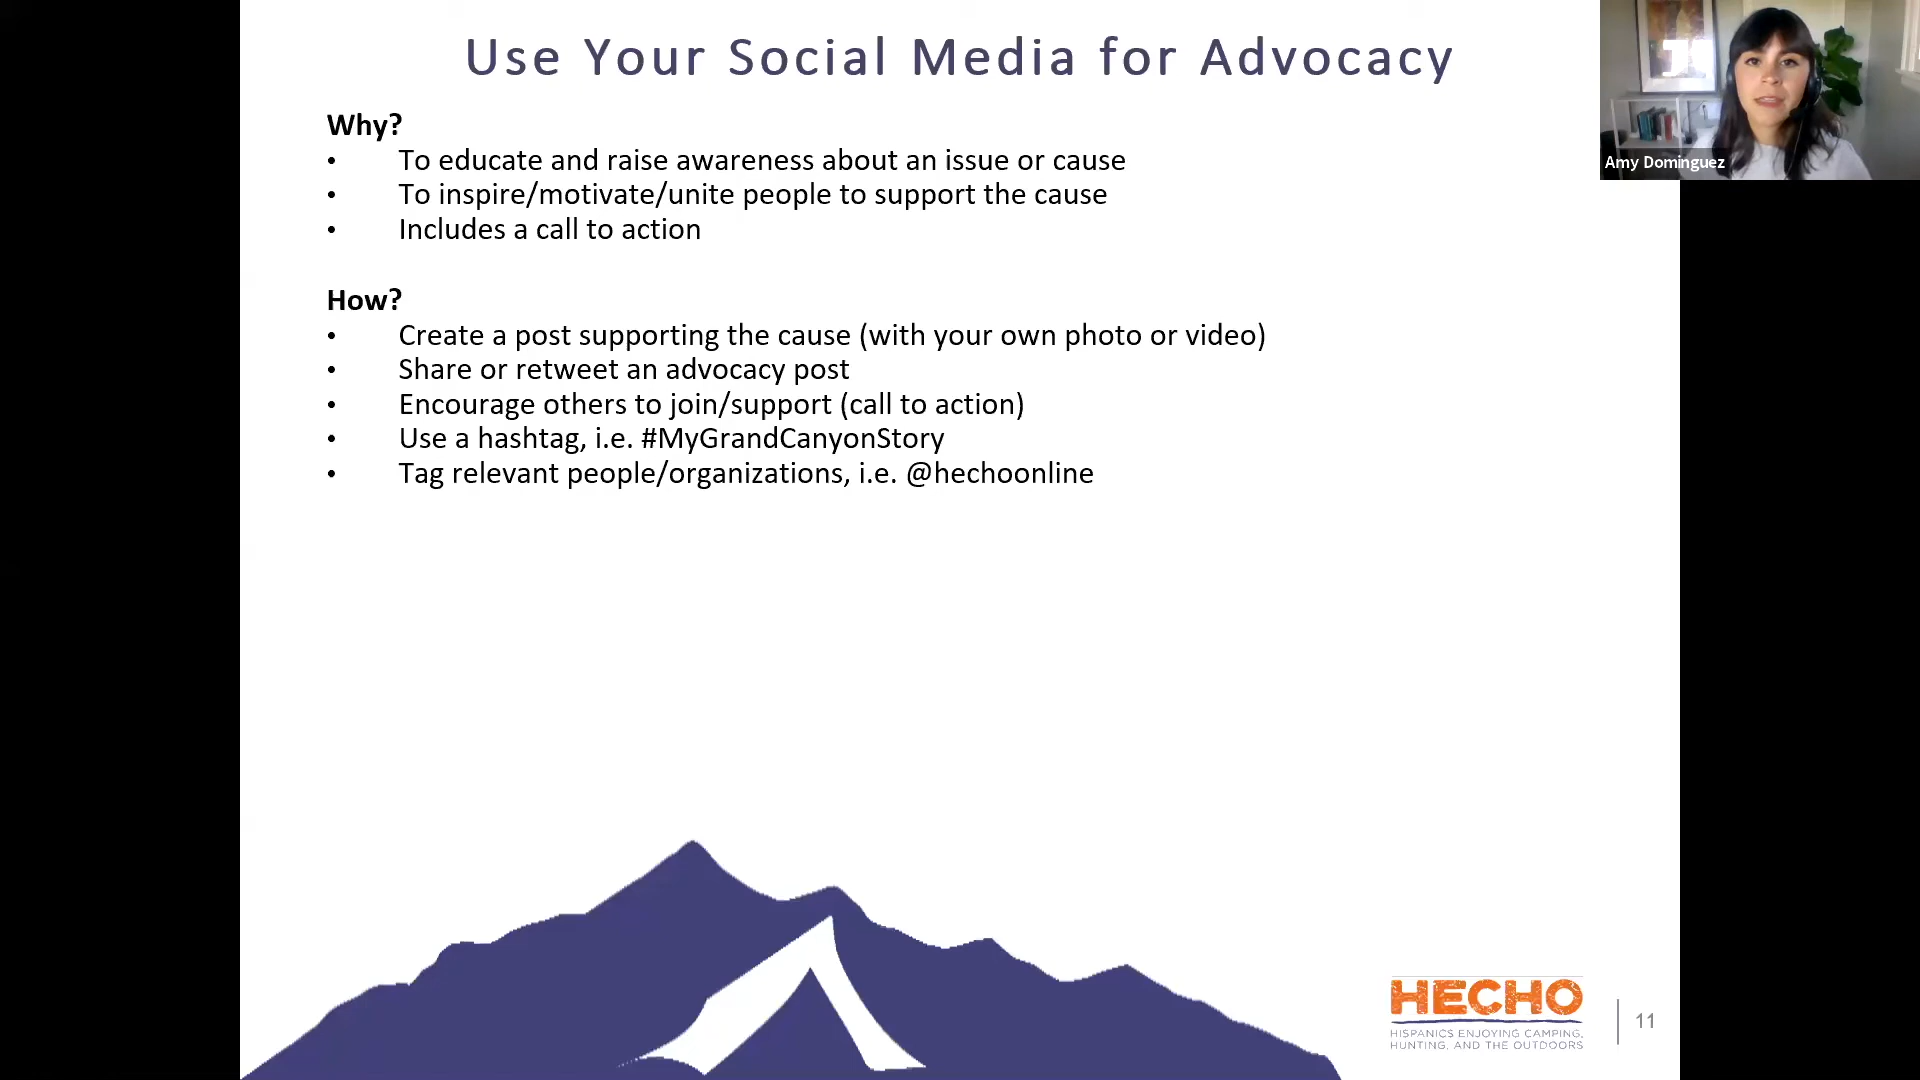 Use Your Social Media for Advocacy
Amy Dominguez
Why?
• To educate and raise awareness about an issue or cause
• To inspire/motivate/unite people to support the cause
• Includes a call to action
How?
• Create a post supporting the cause (with your own photo or video)
• Share or retweet an advocacy post
• Encourage others to join/support (call to action)
• Use a hashtag, i.e. #MyGrandCanyonStory
• Tag relevant people/organizations, i.e. @hechoonline
HECHO
HISPANICS ENJOYING CAMPING,
HUNTING, AND THE OUTDOORS
11